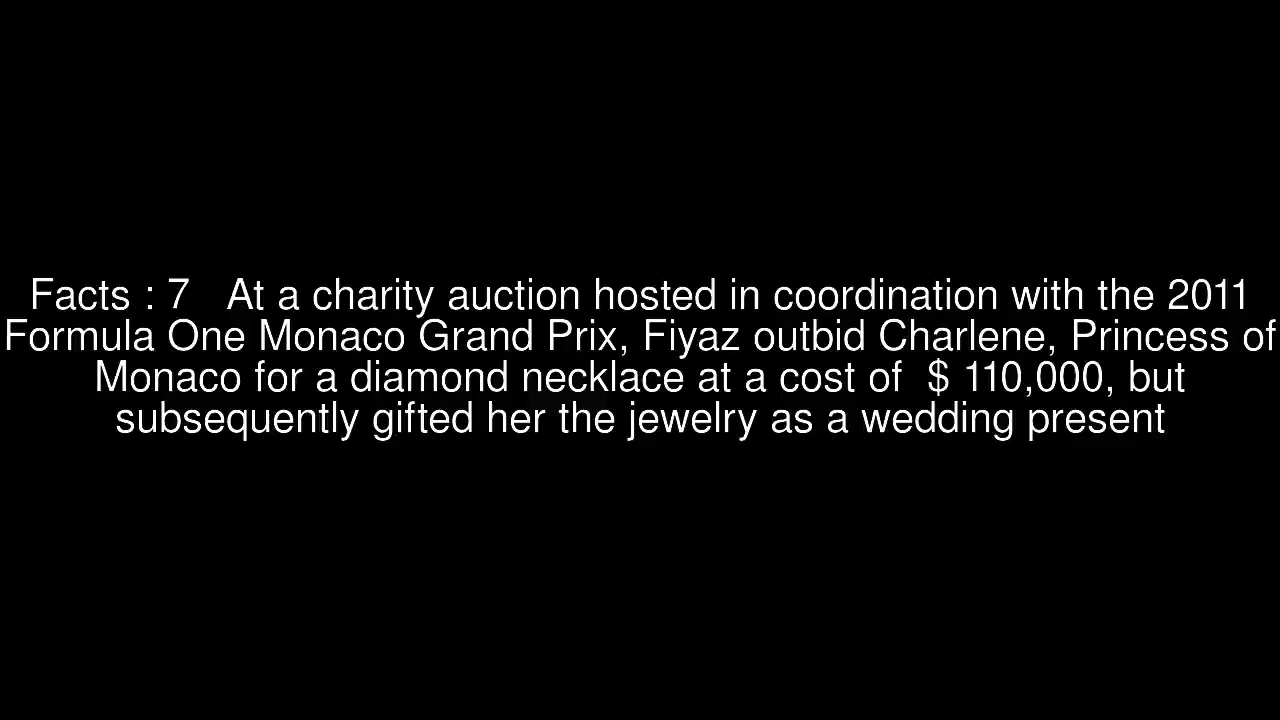 Facts : 7   At a charity auction hosted in coordination with the 2011
Formula One Monaco Grand Prix, Fiyaz outbid Charlene, Princess of
Monaco for a diamond necklace at a cost of  $ 110,000, but
subsequently gifted her the jewelry as a wedding present